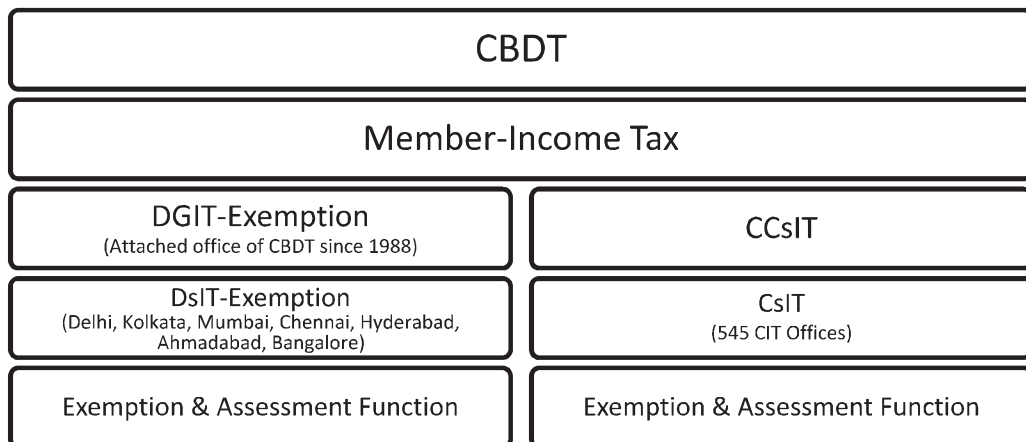 CBDT
Member-Income Tax
DGIT-Exemption
(Attached office of CBDT since 1988)
CCsIT
DsIT-Exemption
(Delhi, Kolkata, Mumbai, Chennai, Hyderabad,
Ahmadabad, Bangalore)
CsIT
(545 CIT Offices)
Exemption & Assessment Function
Exemption & Assessment Function